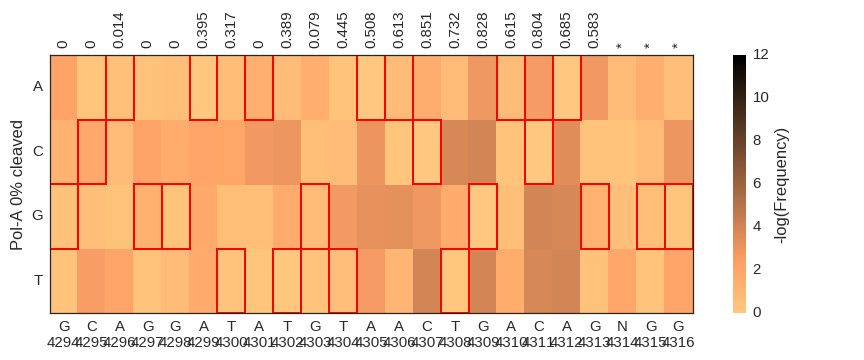 0 0 0.014 0 0 0.395 0.317 0 0.389 0.079 0.445 0.508 0.613 0.851 0.732 0.828 0.615 0.804 0.685 0.583 * * *
Pol-A 0% cleaved
A
C
G
T
G C A G G A T A T G T A A C T G A C A G N G G
4294 4295 4296 4297 4298 4299 4300 4301 4302 4303 4304 4305 4306 4307 4308 4309 4310 4311 4312 4313 4314 4315 4316
12
10
8
6
4
2
0
-log(Frequency)